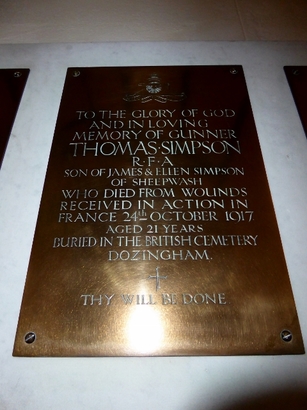 TO THE GLORY OF GOD
AND IN LOVING
MEMORY OF GUNNER
THOMAS·SIMPSON
R·F·A
SON OF JAMES & ELLEN SIMPSON
OF SHEEPWASH
WHO DIED FROM WOUNDS
RECEIVED IN ACTION IN
FRANCE 24th OCTOBER 1917
AGED 21 YEARS
BURIED IN THE BRITISH CEMETERY
DOZINGHAM.
THY WILL BE DONE